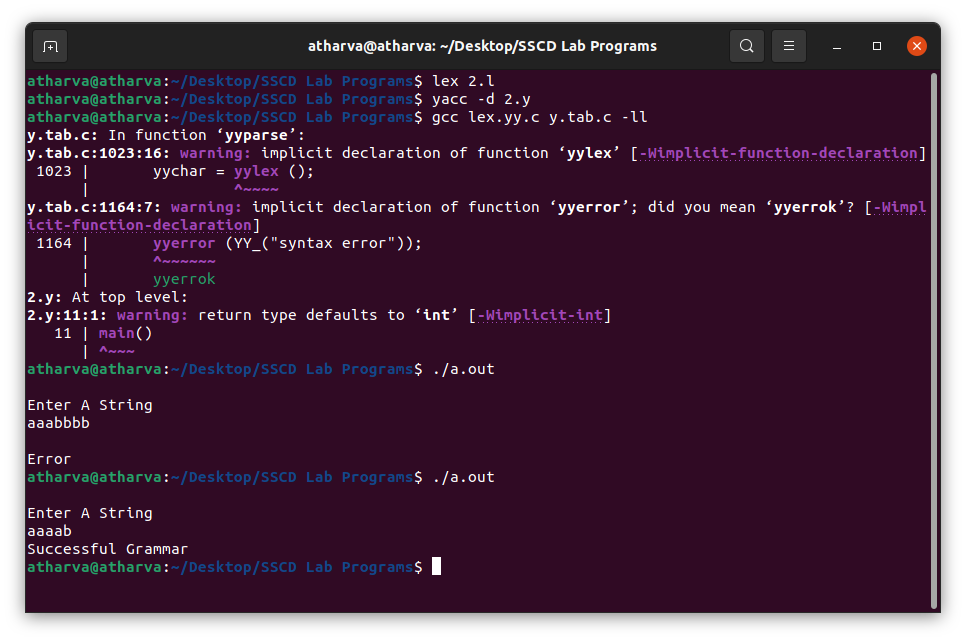 atharva@atharva: ~/Desktop/SSCD Lab Programs
atharva@atharva:~/Desktop/SSCD Lab Programs$ lex 2.l
atharva@atharva:~/Desktop/SSCD Lab Programs$ yacc -d 2.y
atharva@atharva:~/Desktop/SSCD Lab Programs$ gcc lex.yy.c y.tab.c -ll
y.tab.c: In function ‘yyparse’:
y.tab.c:1023:16: warning: implicit declaration of function ‘yylex’ [-Wimplicit-function-declaration]
 1023 |       yychar = yylex ();
      |                ^~~~~
y.tab.c:1164:7: warning: implicit declaration of function ‘yyerror’; did you mean ‘yyerrok’? [-Wimpl
icit-function-declaration]
 1164 |       yyerror (YY_("syntax error"));
      |       ^~~~~~~
      |       yyerrok
2.y: At top level:
2.y:11:1: warning: return type defaults to ‘int’ [-Wimplicit-int]
   11 | main()
      | ^~~~
atharva@atharva:~/Desktop/SSCD Lab Programs$ ./a.out
Enter A String
aaabbbb
Error
atharva@atharva:~/Desktop/SSCD Lab Programs$ ./a.out
Enter A String
aaaab
Successful Grammar
atharva@atharva:~/Desktop/SSCD Lab Programs$